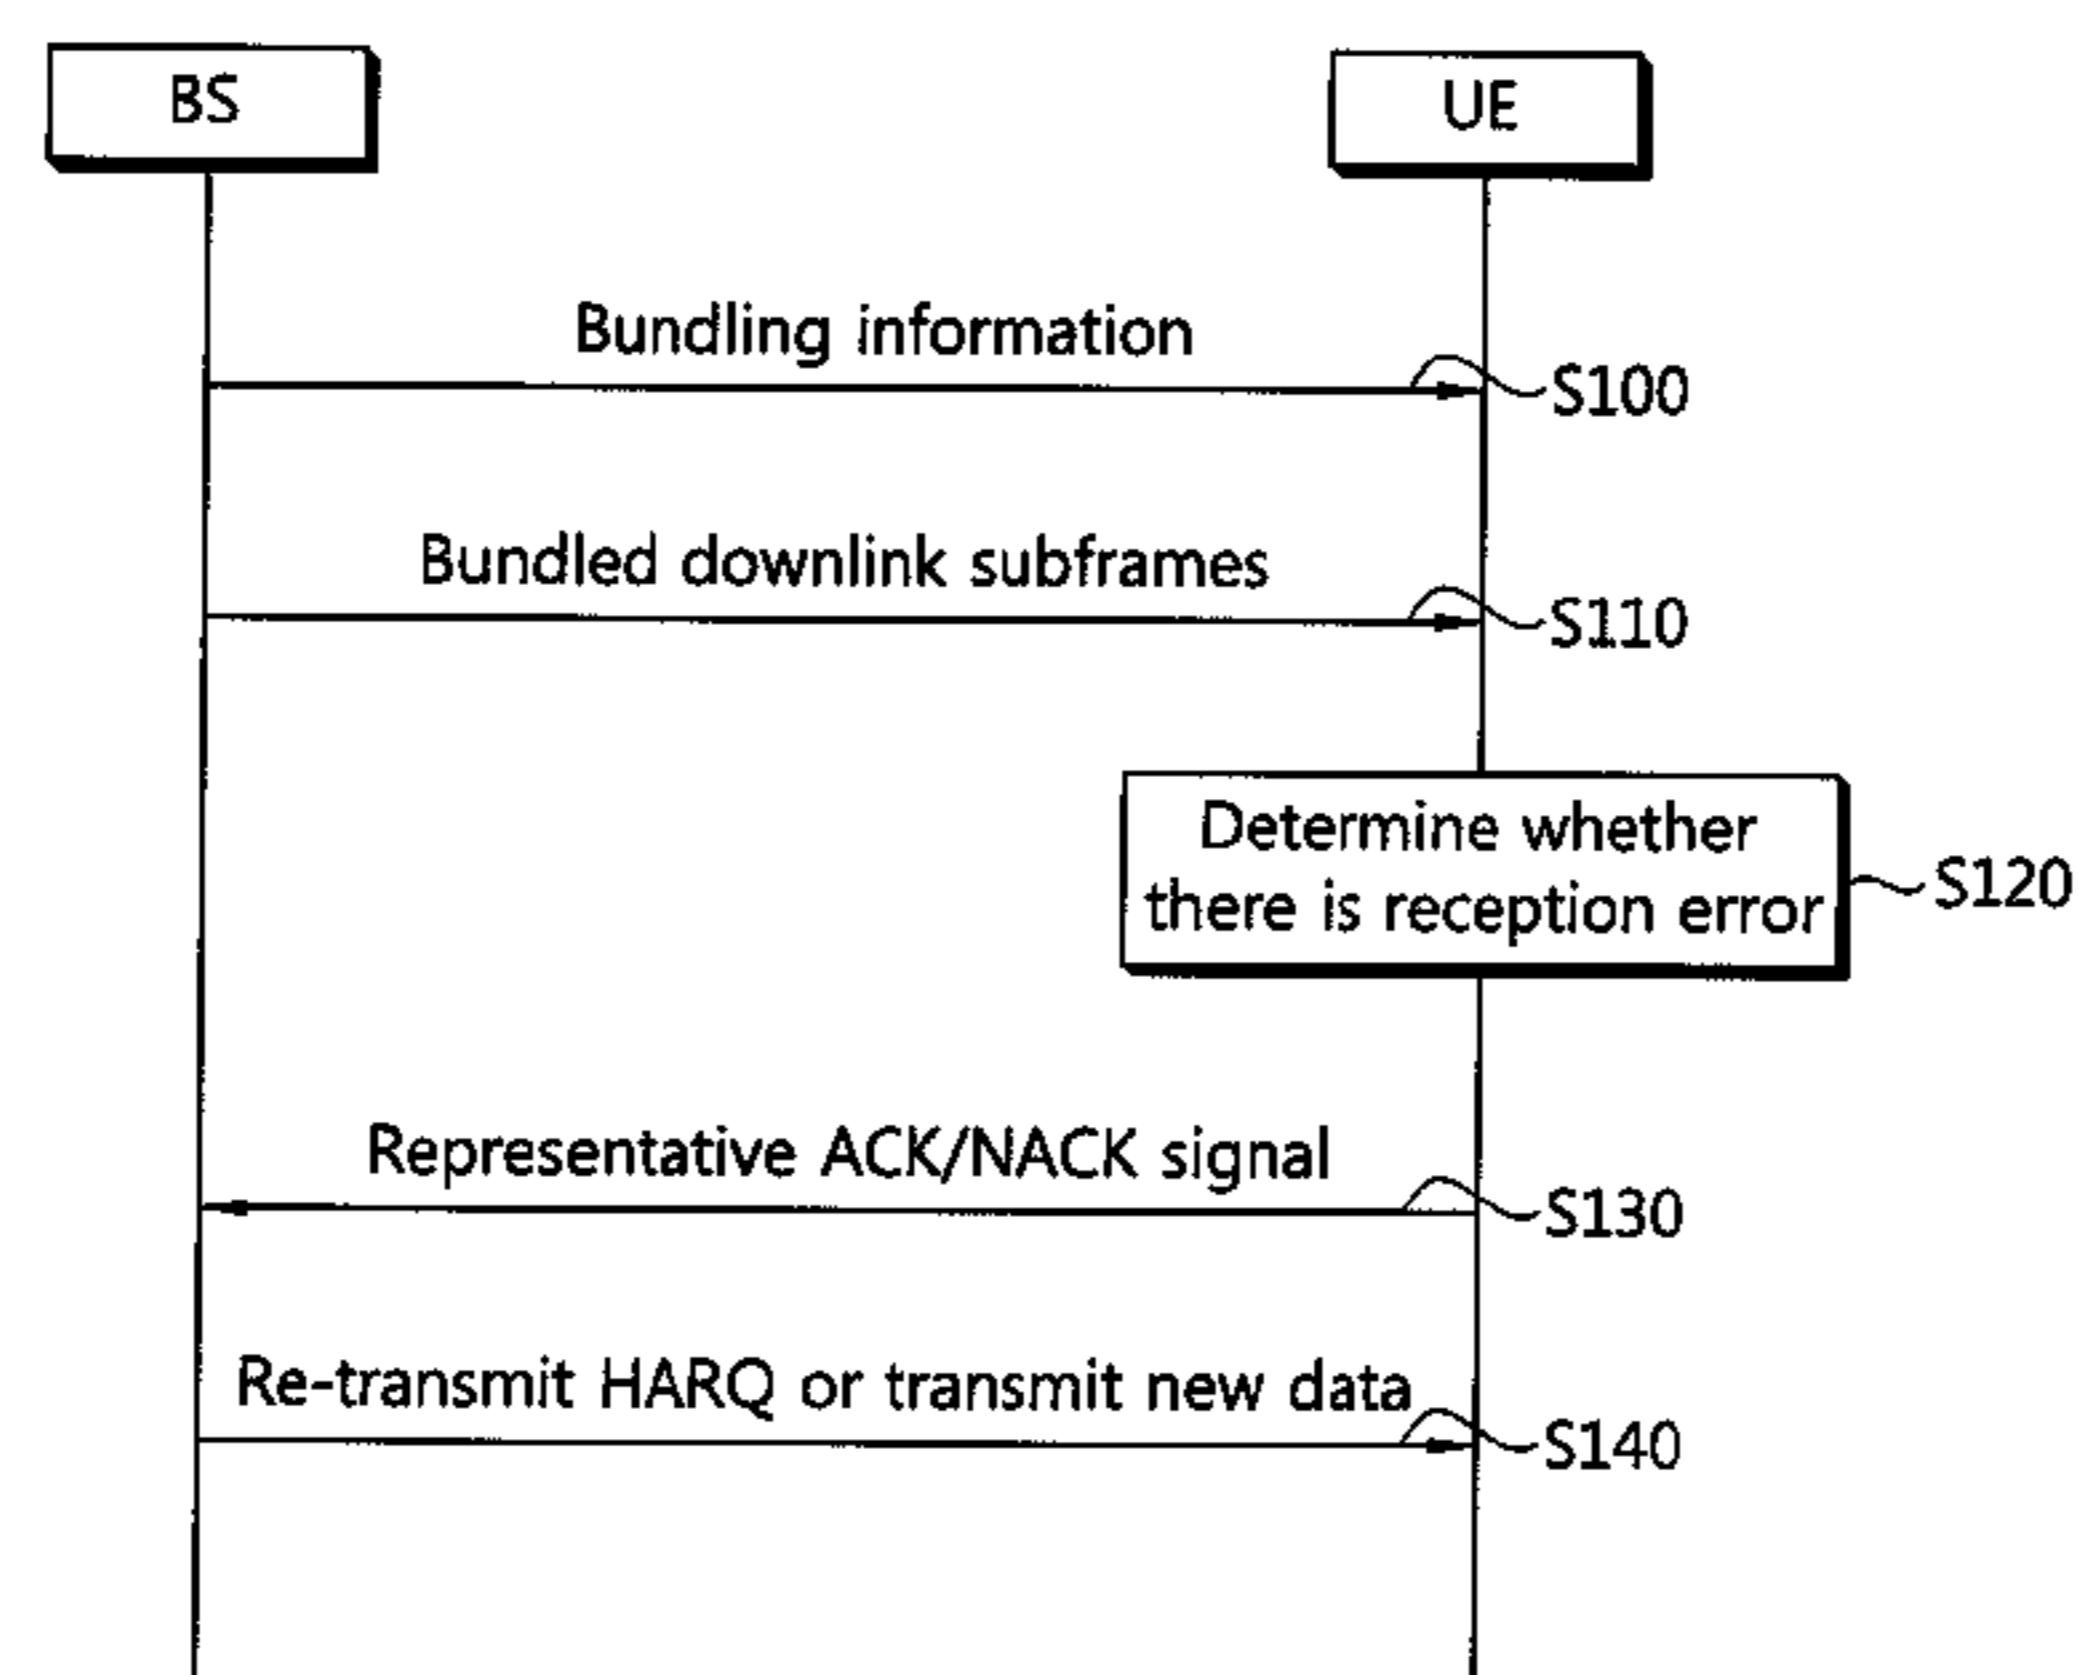 BS
UE
Bundling information
S100
Bundled downlink subframes
S110
Determine whether
there is reception error
S120
Representative ACK/NACK signal
S130
Re-transmit HARQ or transmit new data
S140